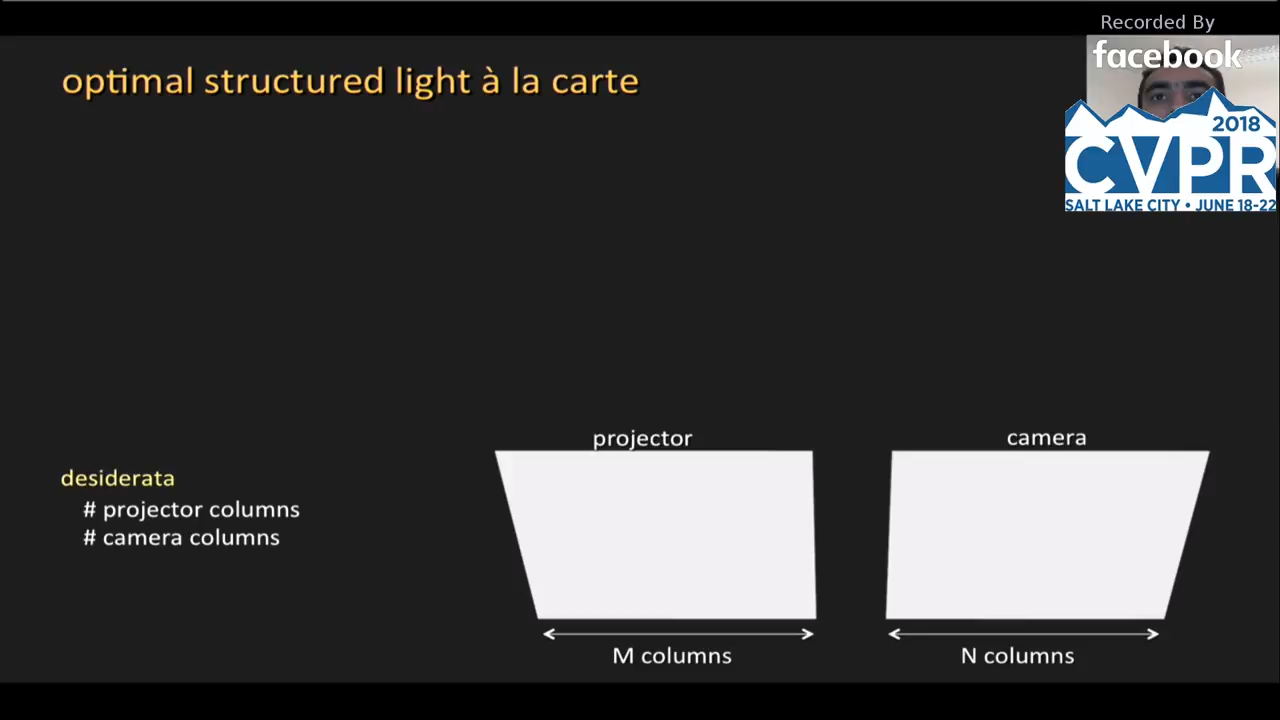 Recorded By
facebook
optimal structured light à la carte
2018
CVPR
SALT LAKE CITY • JUNE 18-22
projector
camera
desiderata
# projector columns
# camera columns
M columns
N columns